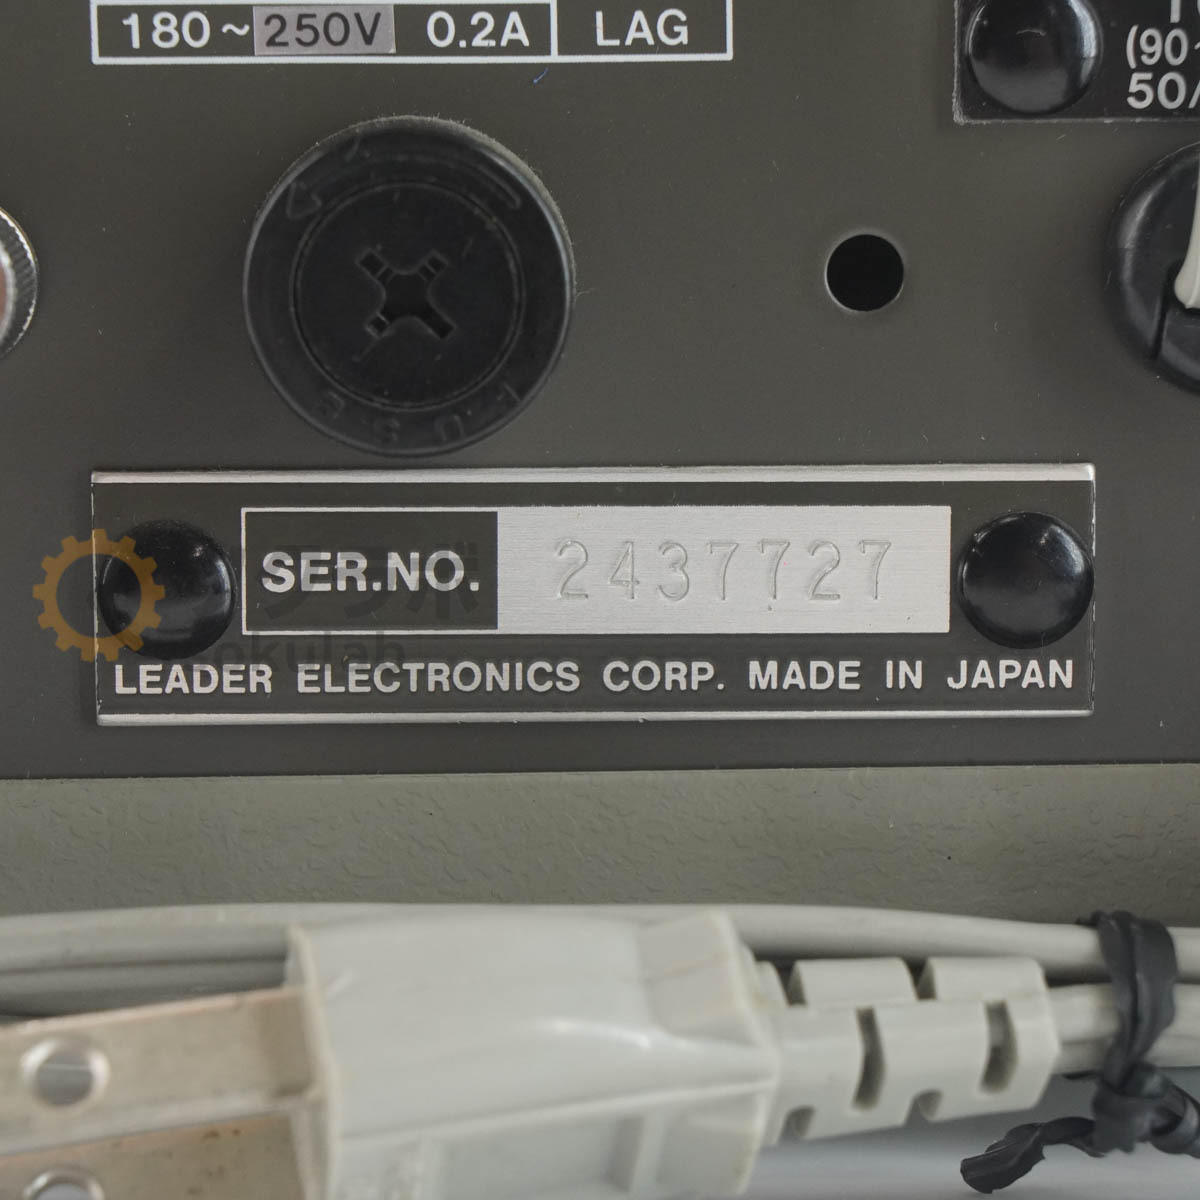 180~250V 0.2A LAG
(90~
50/
FUSE
SER.NO. 2437727
LEADER ELECTRONICS CORP. MADE IN JAPAN